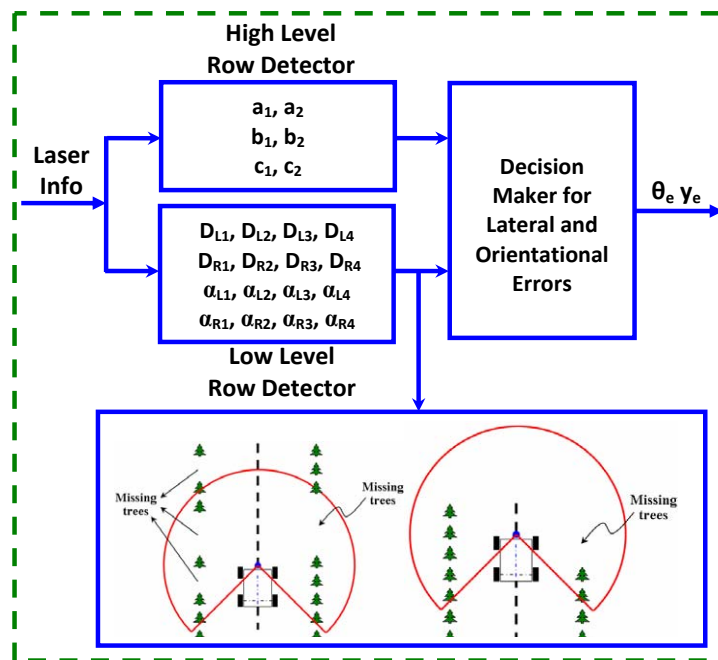 High Level
Row Detector
Laser
Info
a₁, a₂
b₁, b₂
c₁, c₂
D_L1, D_L2, D_L3, D_L4
D_R1, D_R2, D_R3, D_R4
α_L1, α_L2, α_L3, α_L4
α_R1, α_R2, α_R3, α_R4
Low Level
Row Detector
Decision
Maker for
Lateral and
Orientational
Errors
θₑ yₑ
Missing
trees
Missing
trees
Missing
trees